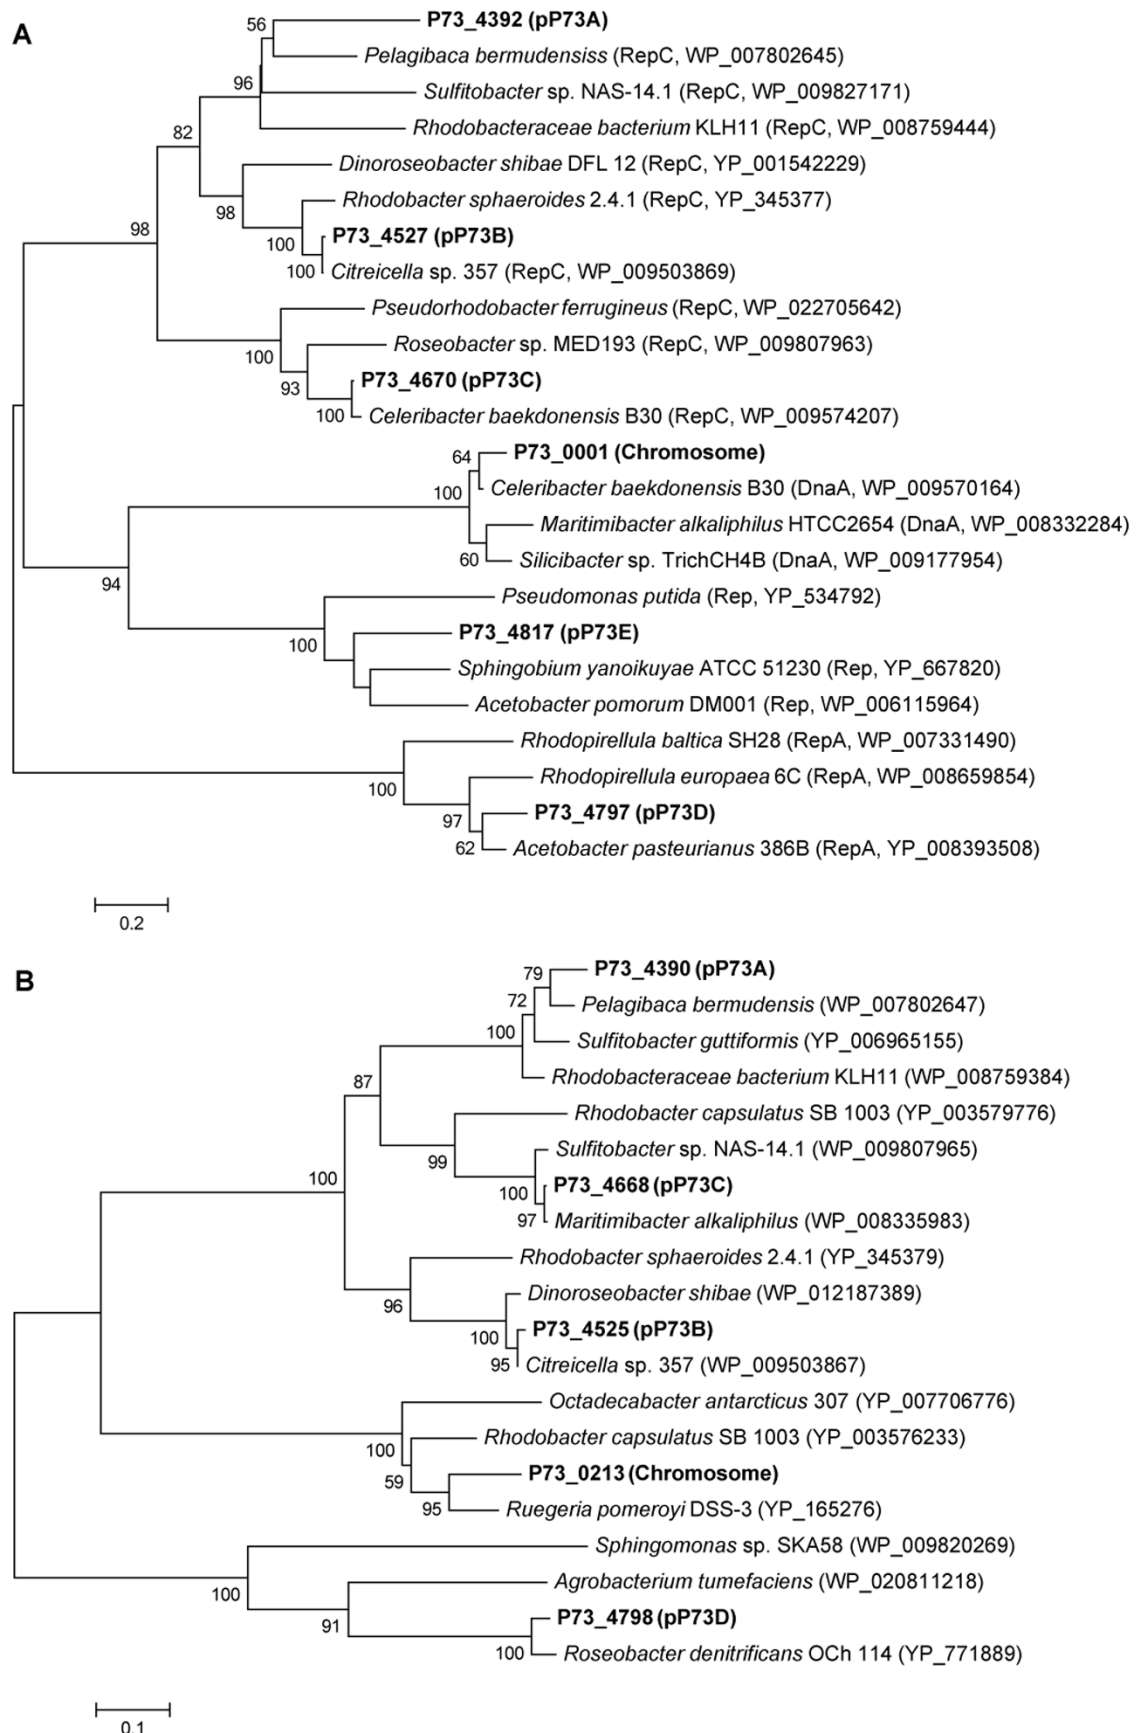 A
56
P73_4392 (pP73A)
Pelagibaca bermudensiss (RepC, WP_007802645)
96
Sulfitobacter sp. NAS-14.1 (RepC, WP_009827171)
Rhodobacteraceae bacterium KLH11 (RepC, WP_008759444)
82
Dinoroseobacter shibae DFL 12 (RepC, YP_001542229)
98
Rhodobacter sphaeroides 2.4.1 (RepC, YP_345377)
98
100
P73_4527 (pP73B)
100
Citreicella sp. 357 (RepC, WP_009503869)
Pseudorhodobacter ferrugineus (RepC, WP_022705642)
100
Roseobacter sp. MED193 (RepC, WP_009807963)
93
P73_4670 (pP73C)
100
Celeribacter baekdonensis B30 (RepC, WP_009574207)
64
P73_0001 (Chromosome)
100
Celeribacter baekdonensis B30 (DnaA, WP_009570164)
Maritimibacter alkaliphilus HTCC2654 (DnaA, WP_008332284)
60
Silicibacter sp. TrichCH4B (DnaA, WP_009177954)
94
Pseudomonas putida (Rep, YP_534792)
100
P73_4817 (pP73E)
Sphingobium yanoikuyae ATCC 51230 (Rep, YP_667820)
Acetobacter pomorum DM001 (Rep, WP_006115964)
Rhodopirellula baltica SH28 (RepA, WP_007331490)
100
Rhodopirellula europaea 6C (RepA, WP_008659854)
97
P73_4797 (pP73D)
62
Acetobacter pasteurianus 386B (RepA, YP_008393508)
0.2
B
79
P73_4390 (pP73A)
72
Pelagibaca bermudensis (WP_007802647)
100
Sulfitobacter guttiformis (YP_006965155)
Rhodobacteraceae bacterium KLH11 (WP_008759384)
87
Rhodobacter capsulatus SB 1003 (YP_003579776)
99
Sulfitobacter sp. NAS-14.1 (WP_009807965)
100
100
P73_4668 (pP73C)
97
Maritimibacter alkaliphilus (WP_008335983)
Rhodobacter sphaeroides 2.4.1 (YP_345379)
96
Dinoroseobacter shibae (WP_012187389)
100
P73_4525 (pP73B)
95
Citreicella sp. 357 (WP_009503867)
Octadecabacter antarcticus 307 (YP_007706776)
100
Rhodobacter capsulatus SB 1003 (YP_003576233)
59
P73_0213 (Chromosome)
95
Ruegeria pomeroyi DSS-3 (YP_165276)
Sphingomonas sp. SKA58 (WP_009820269)
100
Agrobacterium tumefaciens (WP_020811218)
91
P73_4798 (pP73D)
100
Roseobacter denitrificans OCh 114 (YP_771889)
0.1